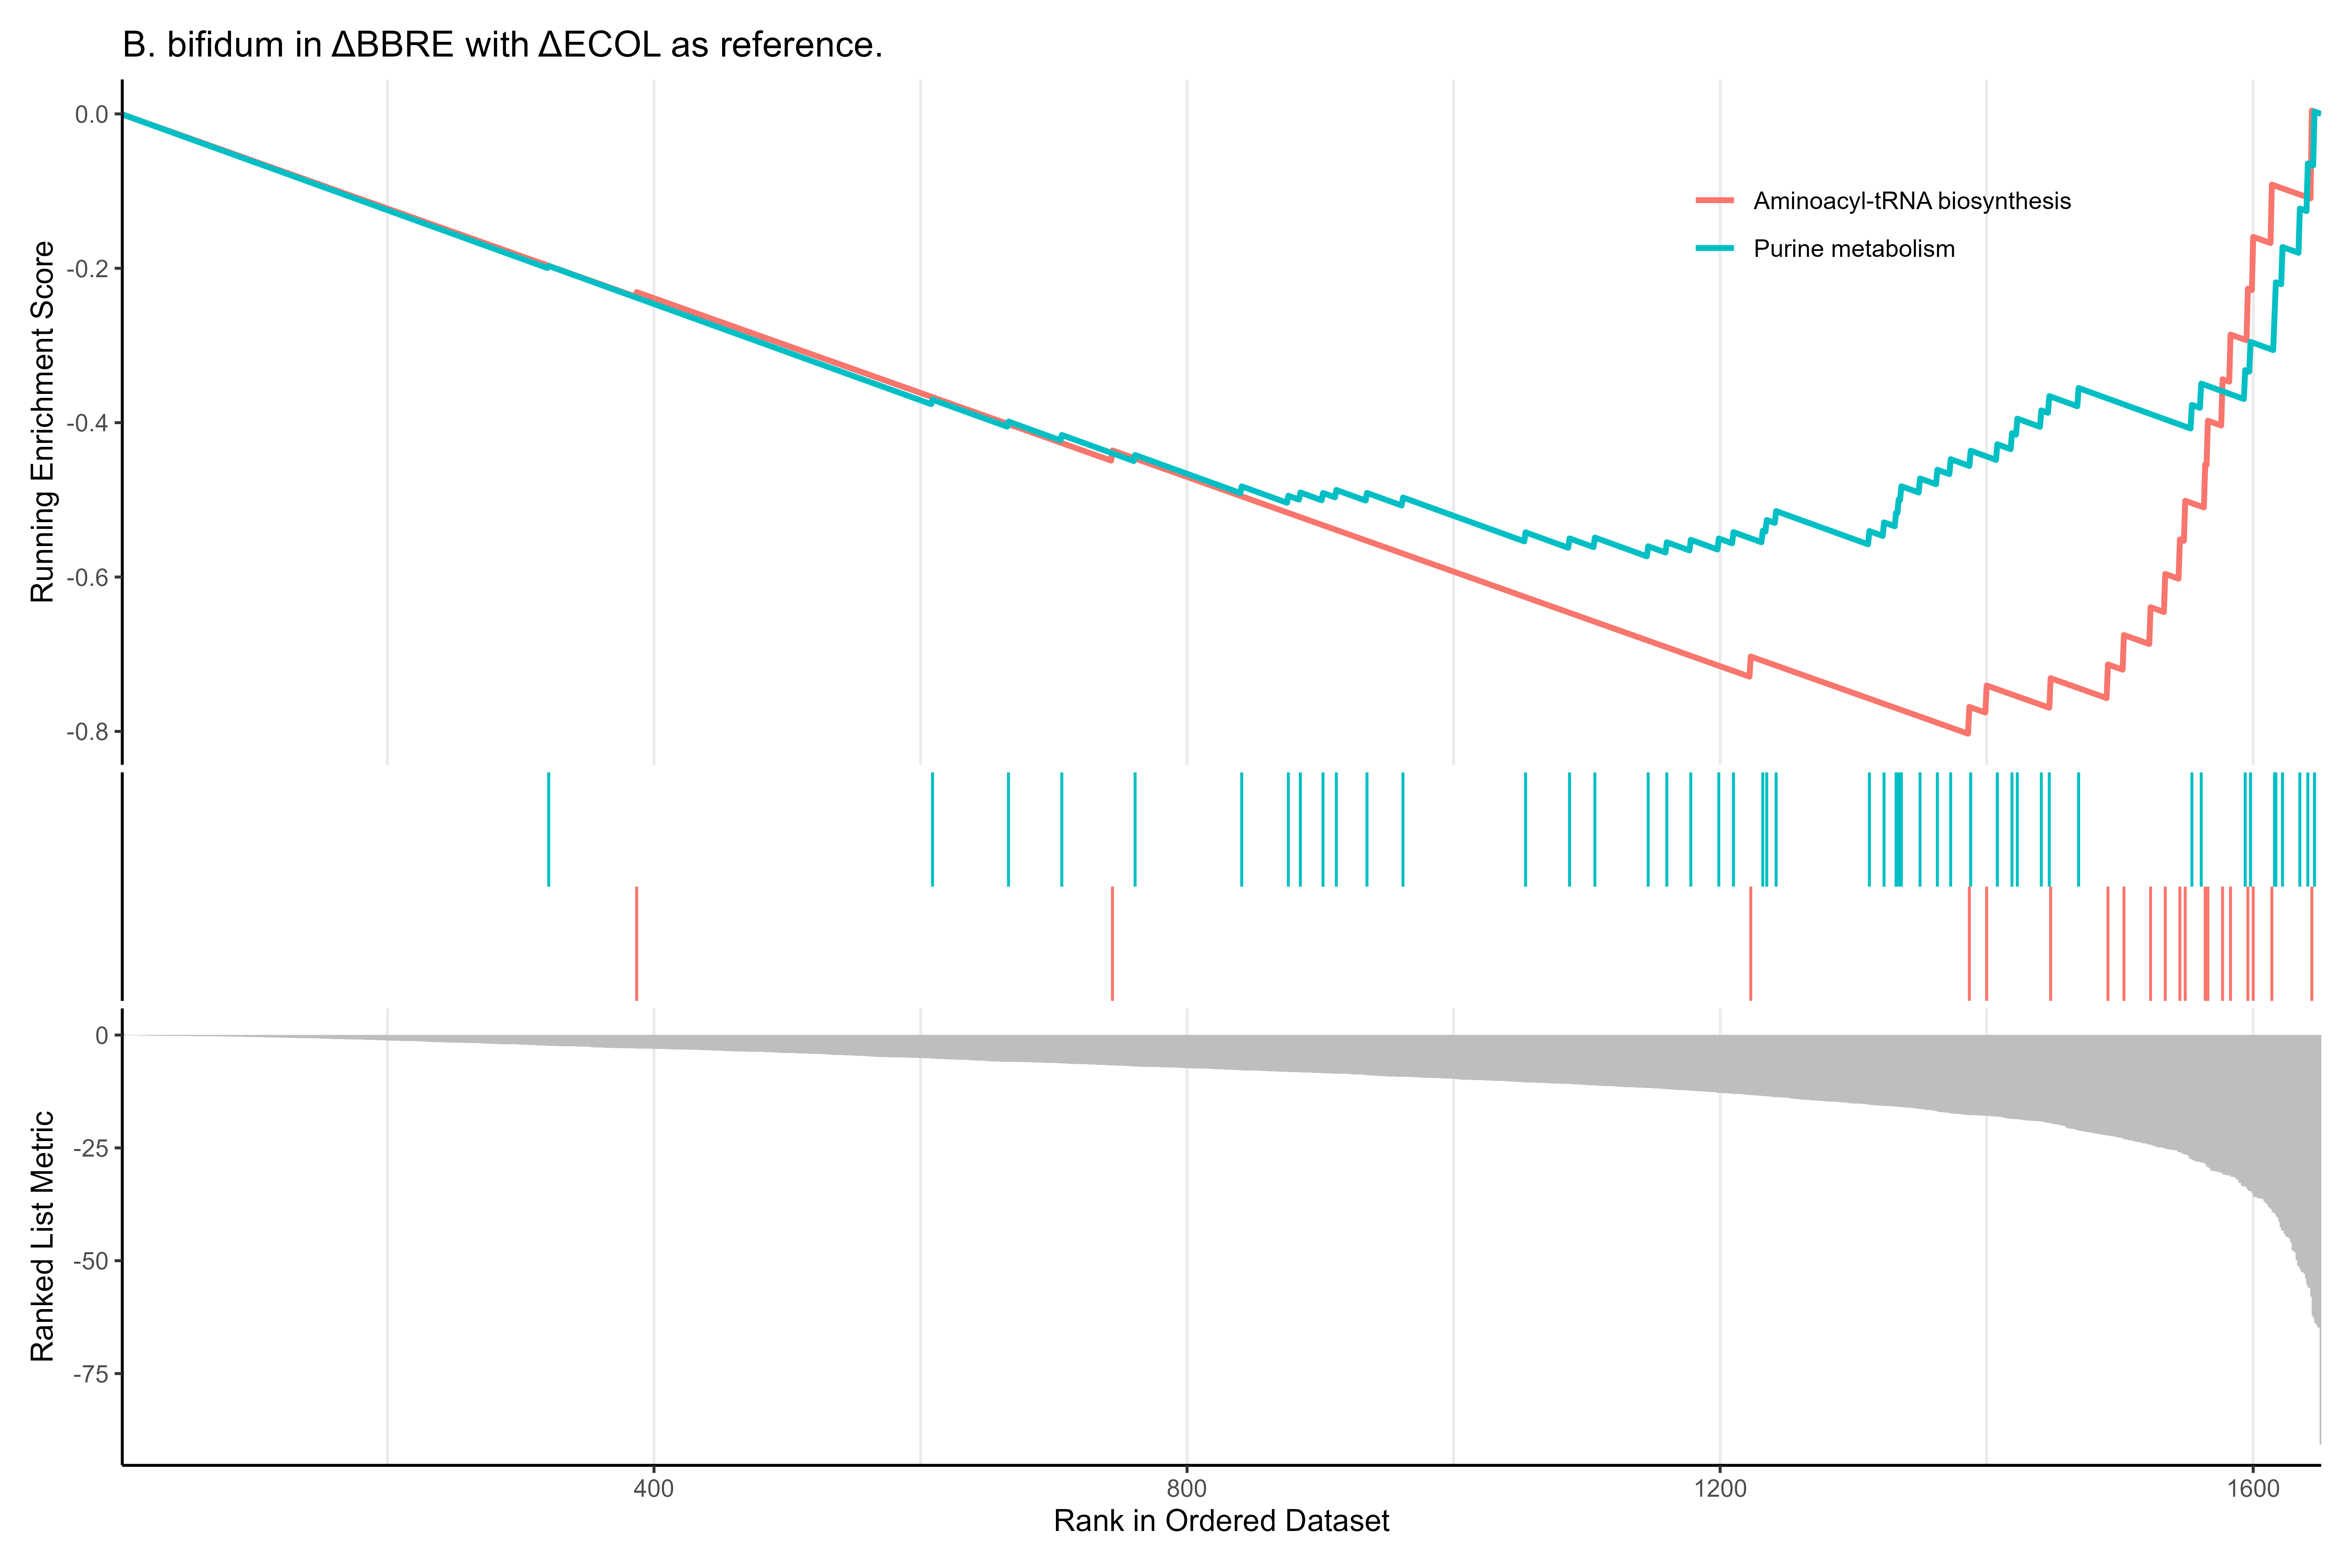 B. bifidum in ΔBBRE with ΔECOL as reference.
0.0
-0.2
-0.4
-0.6
-0.8
Running Enrichment Score
Aminoacyl-tRNA biosynthesis
Purine metabolism
0
-25
-50
-75
Ranked List Metric
400 800 1200 1600
Rank in Ordered Dataset